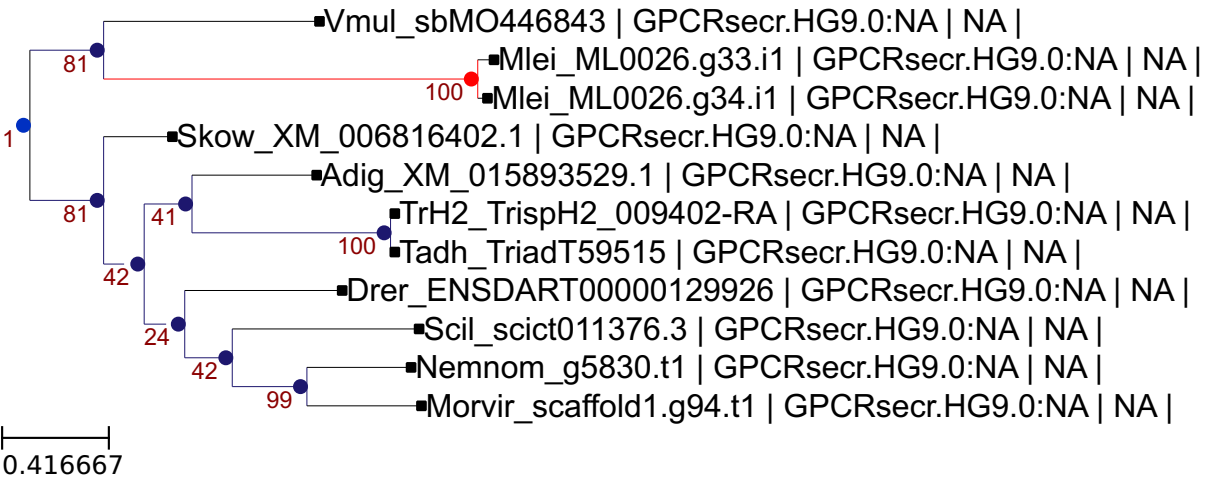 Vmul_sbMO446843 | GPCRsecr.HG9.0:NA | NA |
81
Mlei_ML0026.g33.i1 | GPCRsecr.HG9.0:NA | NA |
100
Mlei_ML0026.g34.i1 | GPCRsecr.HG9.0:NA | NA |
1
Skow_XM_006816402.1 | GPCRsecr.HG9.0:NA | NA |
Adig_XM_015893529.1 | GPCRsecr.HG9.0:NA | NA |
81
41
TrH2_TrispH2_009402-RA | GPCRsecr.HG9.0:NA | NA |
100
Tadh_TriadT59515 | GPCRsecr.HG9.0:NA | NA |
42
Drer_ENSDART00000129926 | GPCRsecr.HG9.0:NA | NA |
24
Scil_scict011376.3 | GPCRsecr.HG9.0:NA | NA |
42
Nemnom_g5830.t1 | GPCRsecr.HG9.0:NA | NA |
99
Morvir_scaffold1.g94.t1 | GPCRsecr.HG9.0:NA | NA |
0.416667